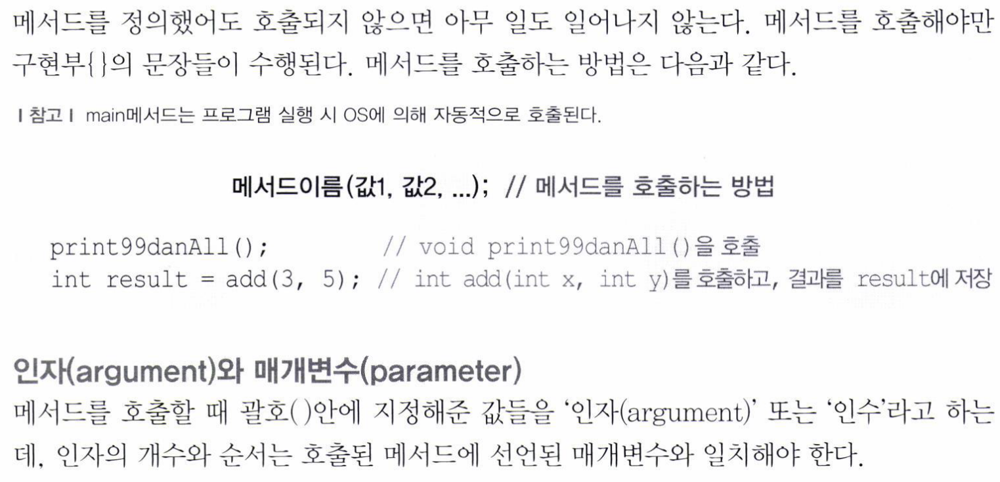 메서드를 정의했어도 호출되지 않으면 아무 일도 일어나지 않는다. 메서드를 호출해야만
구현부{}의 문장들이 수행된다. 메서드를 호출하는 방법은 다음과 같다.
| 참고 | main메서드는 프로그램 실행 시 OS에 의해 자동적으로 호출된다.
메서드이름(값1, 값2, ...); // 메서드를 호출하는 방법
print99danAll(); // void print99danAll()을 호출
int result = add(3, 5); // int add(int x, int y)를 호출하고, 결과를 result에 저장
인자(argument)와 매개변수(parameter)
메서드를 호출할 때 괄호()안에 지정해준 값들을 ‘인자(argument)’ 또는 ‘인수’라고 하는
데, 인자의 개수와 순서는 호출된 메서드에 선언된 매개변수와 일치해야 한다.